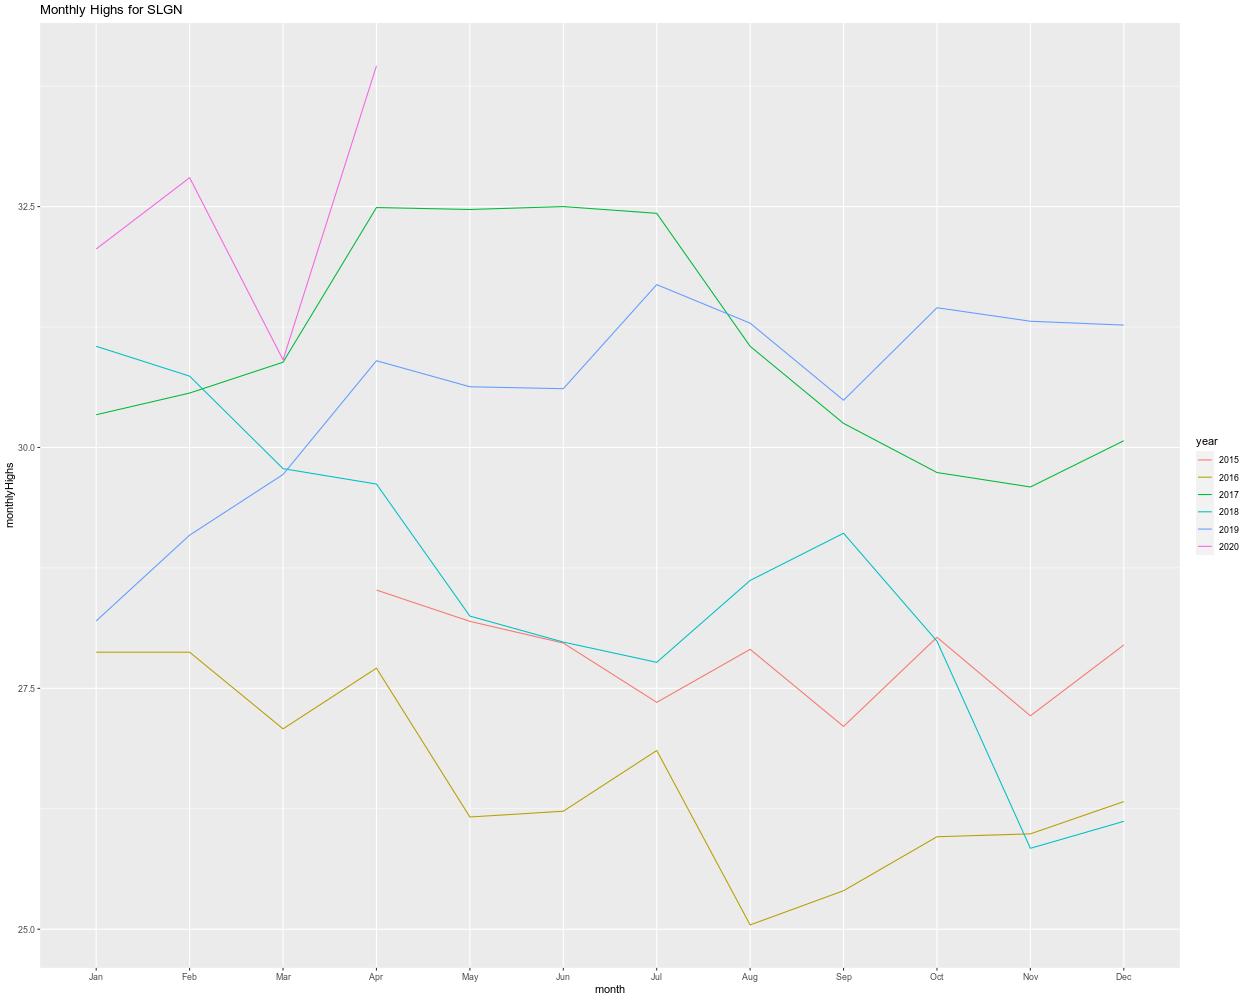 Monthly Highs for SLGN
monthlyHighs
32.5
30.0
27.5
25.0
Jan Feb Mar Apr May Jun Jul Aug Sep Oct Nov Dec
month
year
2015
2016
2017
2018
2019
2020